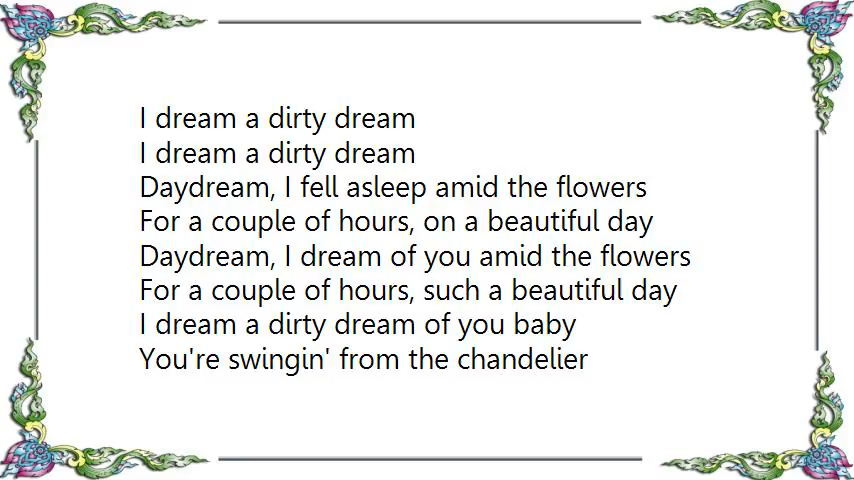 I dream a dirty dream
I dream a dirty dream
Daydream, I fell asleep amid the flowers
For a couple of hours, on a beautiful day
Daydream, I dream of you amid the flowers
For a couple of hours, such a beautiful day
I dream a dirty dream of you baby
You're swingin' from the chandelier